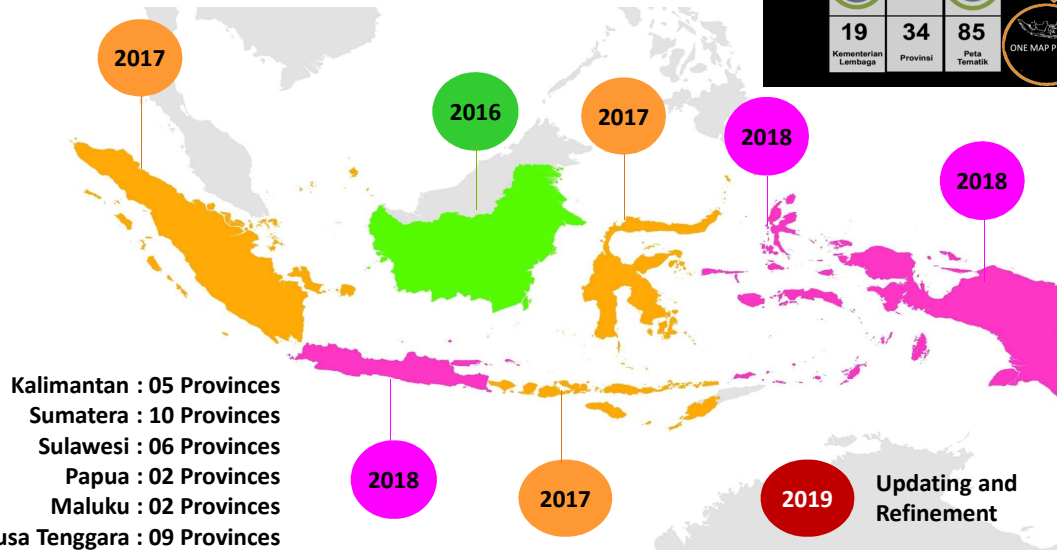 19
Kementerian
Lembaga
34
Provinsi
85
Peta
Tematik
ONE MAP P
2017
2016
2017
2018
2018
Kalimantan : 05 Provinces
Sumatera : 10 Provinces
Sulawesi : 06 Provinces
Papua : 02 Provinces
Maluku : 02 Provinces
usa Tenggara : 09 Provinces
2018
2017
2019
Updating and
Refinement